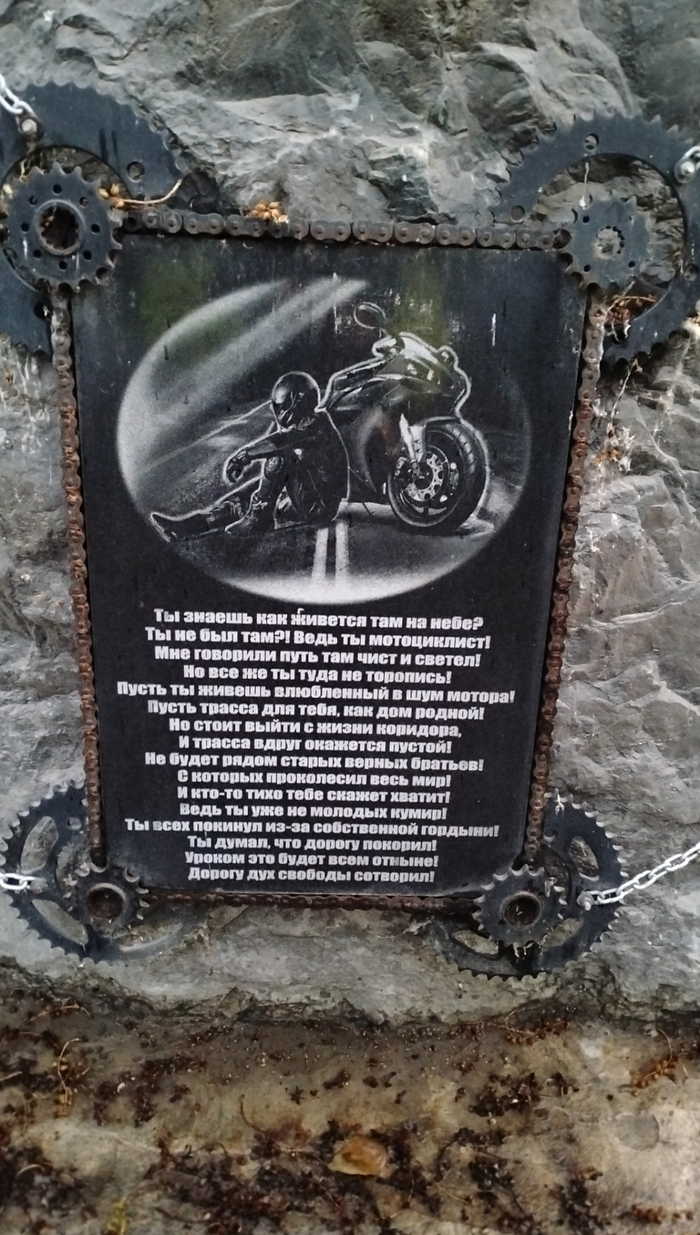 Ты знаешь как живется там на небе?
Ты не был там?! Ведь ты мотоциклист!
Мне говорили путь там чист и светел!
Но все же ты туда не торопись!
Пусть ты живешь влюбленный в шум мотора!
Пусть трасса для тебя, как дом родной!
Но стоит выйти с жизни коридора,
И трасса вдруг окажется пустой!
Не будет рядом старых верных братьев!
С которых проколесил весь мир!
И кто-то тихо тебе скажет хватит!
Ведь ты уже не молодых кумир!
Ты всех покинул из-за собственной гордыни!
Ты думал, что дорогу покорил!
Уроком это будет всем отныне!
Дорогу дух свободы сотворил!